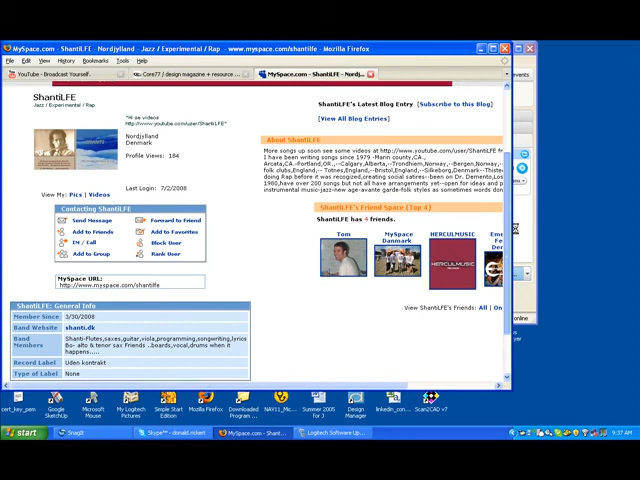 MySpace.com - ShantiLFE - Nordjylland - Jazz / Experimental / Rap - www.myspace.com/shantilfe - Mozilla Firefox
File Edit View History Bookmarks Tools Help
YouTube - Broadcast Yourself.
Core77 / design magazine + resource ...
MySpace.com - ShantiLFE - Nordj...
ShantiLFE
Jazz / Experimental / Rap
"Hi se videos
http://www.youtube.com/user/ShantiLFE"
Nordjylland
Denmark
Profile Views: 184
Last Login: 7/2/2008
View My: Pics | Videos
Contacting ShantiLFE
Send Message
Forward to Friend
Add to Friends
Add to Favorites
IM / Call
Block User
Add to Group
Rank User
MySpace URL:
http://www.myspace.com/shantilfe
ShantiLFE: General Info
Member Since 3/30/2008
Band Website shanti.dk
Band Members Shanti-Flutes,saxes,guitar,viola,programming,songwriting,lyrics
Bo- alto & tenor sax Friends ..boards,vocal,drums when it
happens.....
Record Label Uden kontrakt
Type of Label None
ShantiLFE's Latest Blog Entry [Subscribe to this Blog]
[View All Blog Entries]
About ShantiLFE
More songs up soon see some videos at http://www.youtube.com/user/ShantiLFE fro
I have been writing songs since 1979 -Marin county,CA.,
Arcata,CA.-Portland,OR.,--Calgary,Alberta,--Trondheim,Norway,--Bergen,Norway,-
folk clubs,England,-- Totnes,England,--Bristol,England,--Silkeborg,Denmark--Thisted
doing Rap before it was recognized,creating social satires--been on Dr. Demento,Los
1980,have over 200 songs but not all have arrangements yet--open for ideas and p
instrumental music-jazz-new age-avante garde-folk,comedy,satire,world,intuitive,et
ShantiLFE's Friend Space (Top 4)
ShantiLFE has 4 friends.
Tom
MySpace
Danmark
HERCULMUSIC
HERCULMUSIC
View ShantiLFE's Friends: All | On
events
online
cert_key_pem
Google
SketchUp
Microsoft
Mouse
My Logitech
Pictures
Simple Start
Edition
Mozilla Firefox
Downloaded
Program ...
NAV11_Mic...
Summer 2005
for J
Design
Manager
linkedin_con...
Scan2CAD v7
start
SnagIt
Skype™ - donald.rickert
MySpace.com - Shant...
Logitech Software Up...
9:37 AM